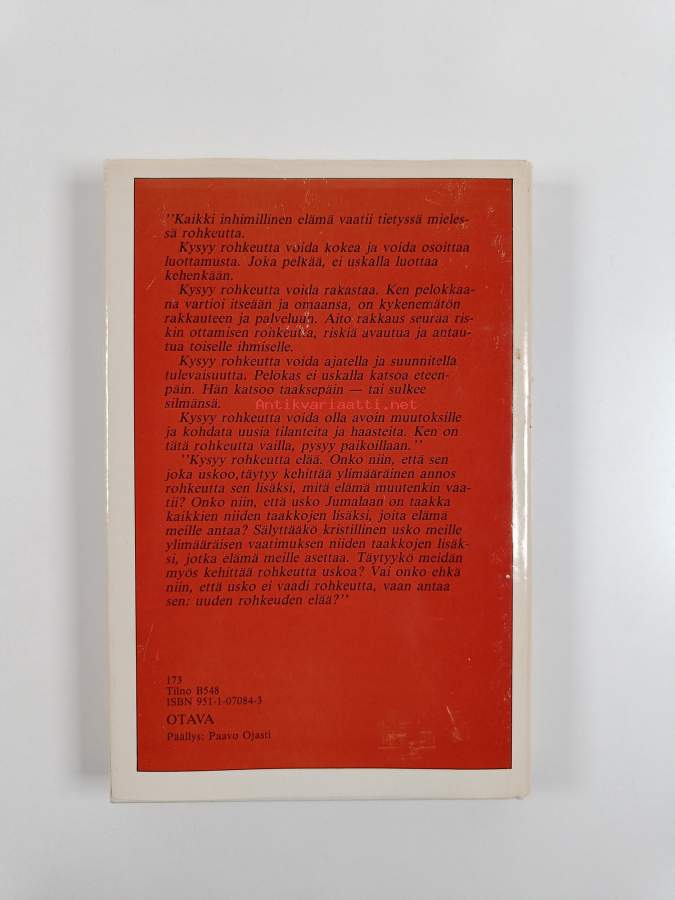 ''Kaikki inhimillinen elämä vaatii tietyssä mieles-
sä rohkeutta.
Kysyy rohkeutta voida kokea ja voida osoittaa
luottamusta. Joka pelkää, ei uskalla luottaa
kehenkään.
Kysyy rohkeutta voida rakastaa. Ken pelokkaa-
na vartioi itseään ja omaansa, on kykenemätön
rakkauteen ja palveluun. Aito rakkaus seuraa ris-
kin ottamisen rohkeutta, riskiä avautua ja antau-
tua toiselle ihmiselle.
Kysyy rohkeutta voida ajatella ja suunnitella
tulevaisuutta. Pelokas ei uskalla katsoa eteen-
päin. Hän katsoo taaksepäin — tai sulkee
silmänsä.
Antikvariaatti.net
Kysyy rohkeutta voida olla avoin muutoksille
ja kohdata uusia tilanteita ja haasteita. Ken on
tätä rohkeutta vailla, pysyy paikoillaan.''
''Kysyy rohkeutta elää. Onko niin, että sen
joka uskoo, täytyy kehittää ylimääräinen annos
rohkeutta sen lisäksi, mitä elämä muutenkin vaa-
tii? Onko niin, että usko Jumalaan on taakka
kaikkien niiden taakkojen lisäksi, joita elämä
meille antaa? Sälyttääkö kristillinen usko meille
ylimääräisen vaatimuksen niiden taakkojen lisäk-
si, jotka elämä meille asettaa. Täytyykö meidän
myös kehittää rohkeutta uskoa? Vai onko ehkä
niin, että usko ei vaadi rohkeutta, vaan antaa
sen: uuden rohkeuden elää?''
173
Tilno B548
ISBN 951-1-07084-3
OTAVA
Päällys: Paavo Ojasti